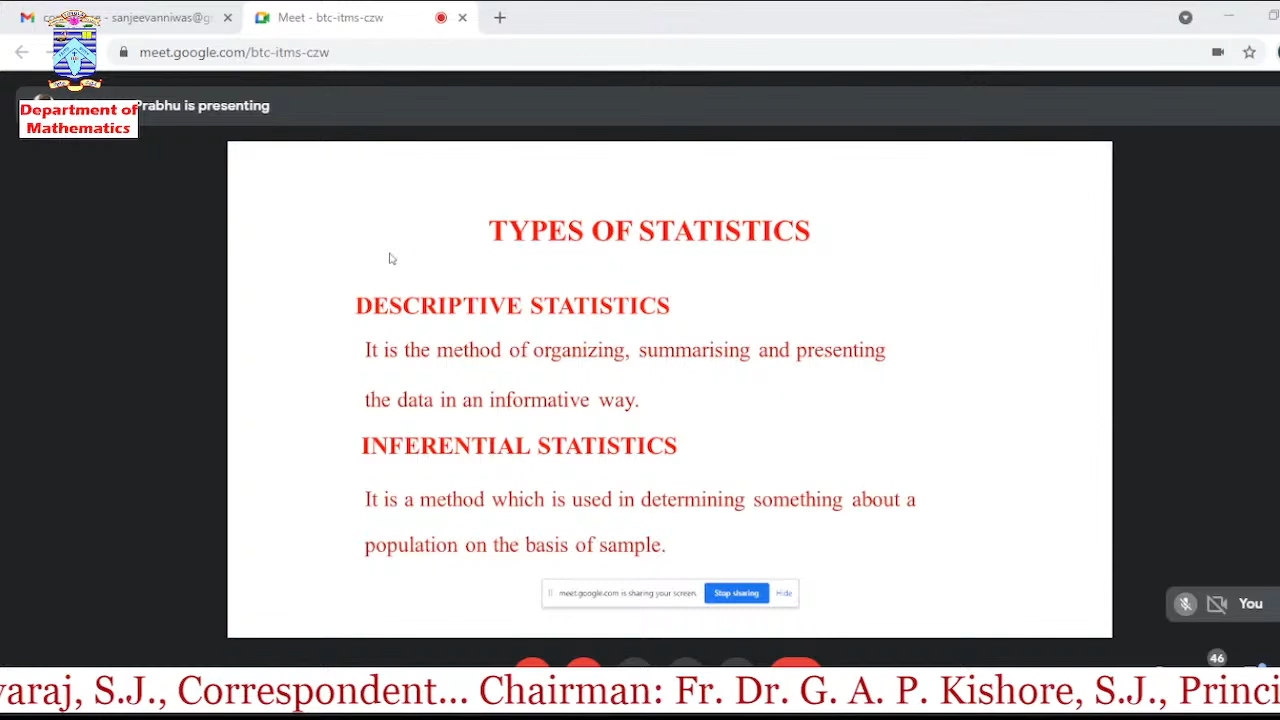 sanjeevanniwas@g
Meet - btc-itms-czw
meet.google.com/btc-itms-czw
Department of
Mathematics
Prabhu is presenting
TYPES OF STATISTICS
DESCRIPTIVE STATISTICS
It is the method of organizing, summarising and presenting
the data in an informative way.
INFERENTIAL STATISTICS
It is a method which is used in determining something about a
population on the basis of sample.
meet.google.com is sharing your screen. Stop sharing Hide
You
46
varaj, S.J., Correspondent... Chairman: Fr. Dr. G. A. P. Kishore, S.J., Princi